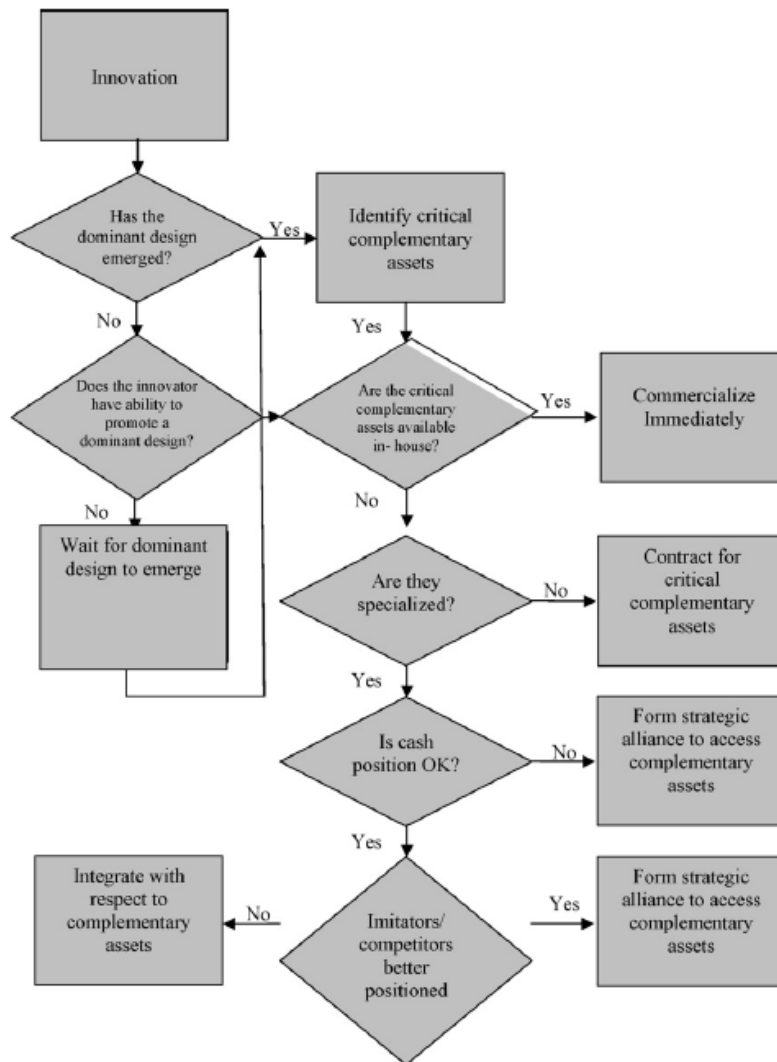 Innovation
Has the
dominant design
emerged?
Yes
Identify critical
complementary
assets
No
Yes
Does the innovator
have ability to
promote a
dominant design?
Are the critical
complementary
assets available
in- house?
Yes
Commercialize
Immediately
No
No
Wait for dominant
design to emerge
Are they
specialized?
No
Contract for
critical
complementary
assets
Yes
Is cash
position OK?
No
Form strategic
alliance to access
complementary
assets
Yes
Integrate with
respect to
complementary
assets
No
Imitators/
competitors
better
positioned
Yes
Form strategic
alliance to access
complementary
assets